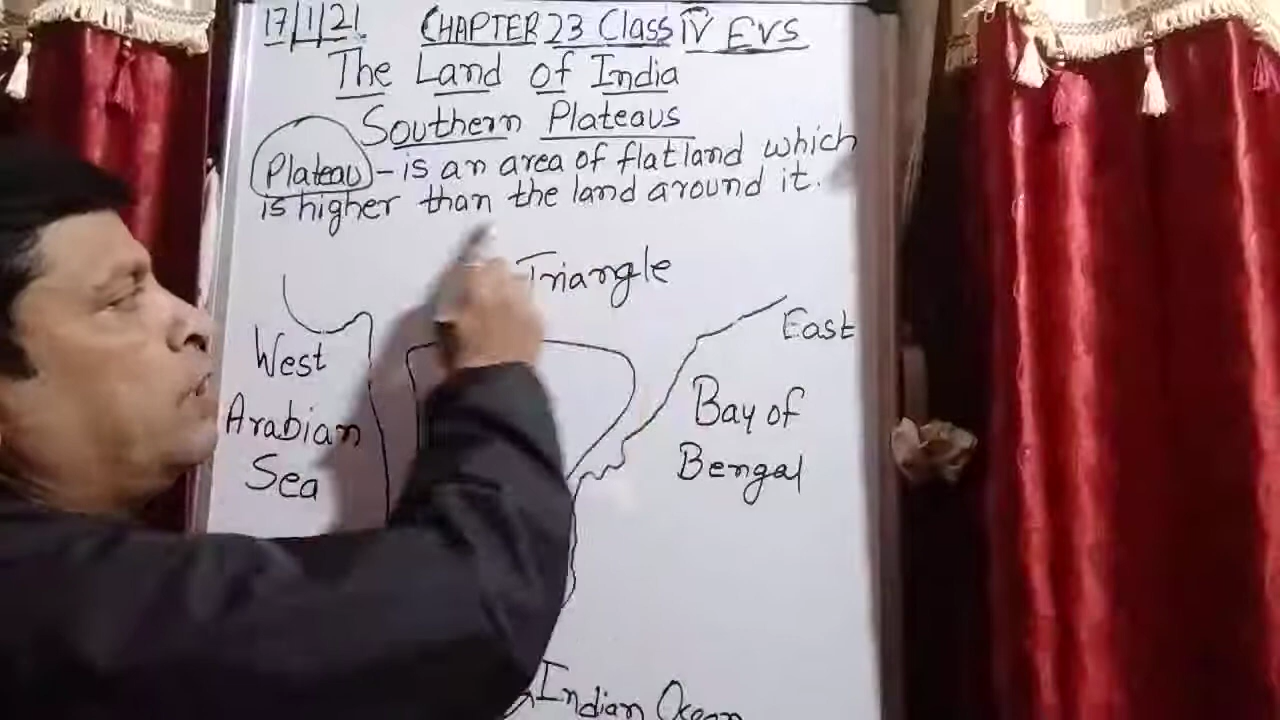 17/1/21 CHAPTER 23 Class IV EVS
The Land of India
Southern Plateaus
Plateau - is an area of flat land which
is higher than the land around it.
Triangle
East
West
Bay of
Arabian
Bengal
Sea
Indian Ocean